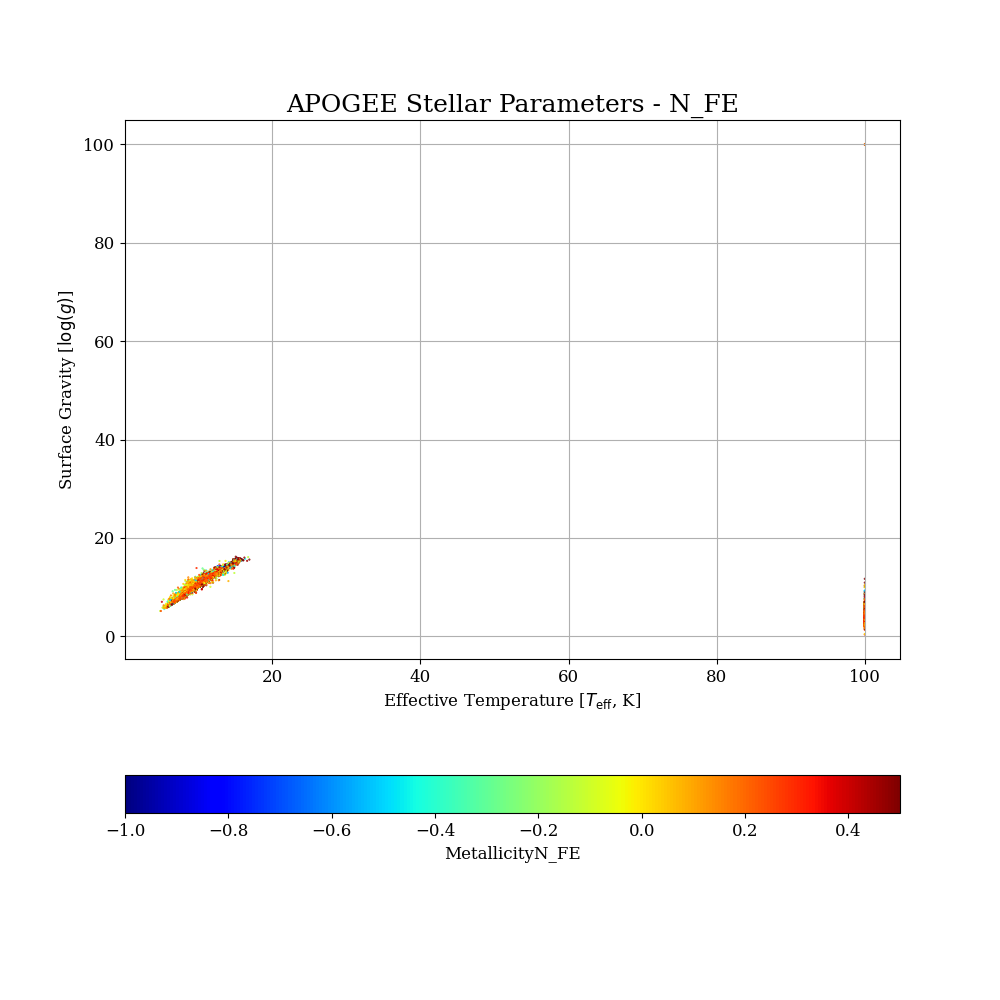 APOGEE Stellar Parameters - N_FE
100
80
60
40
20
0
Surface Gravity [log(g)]
20 40 60 80 100
Effective Temperature [Teff, K]
−1.0 −0.8 −0.6 −0.4 −0.2 0.0 0.2 0.4
MetallicityN_FE